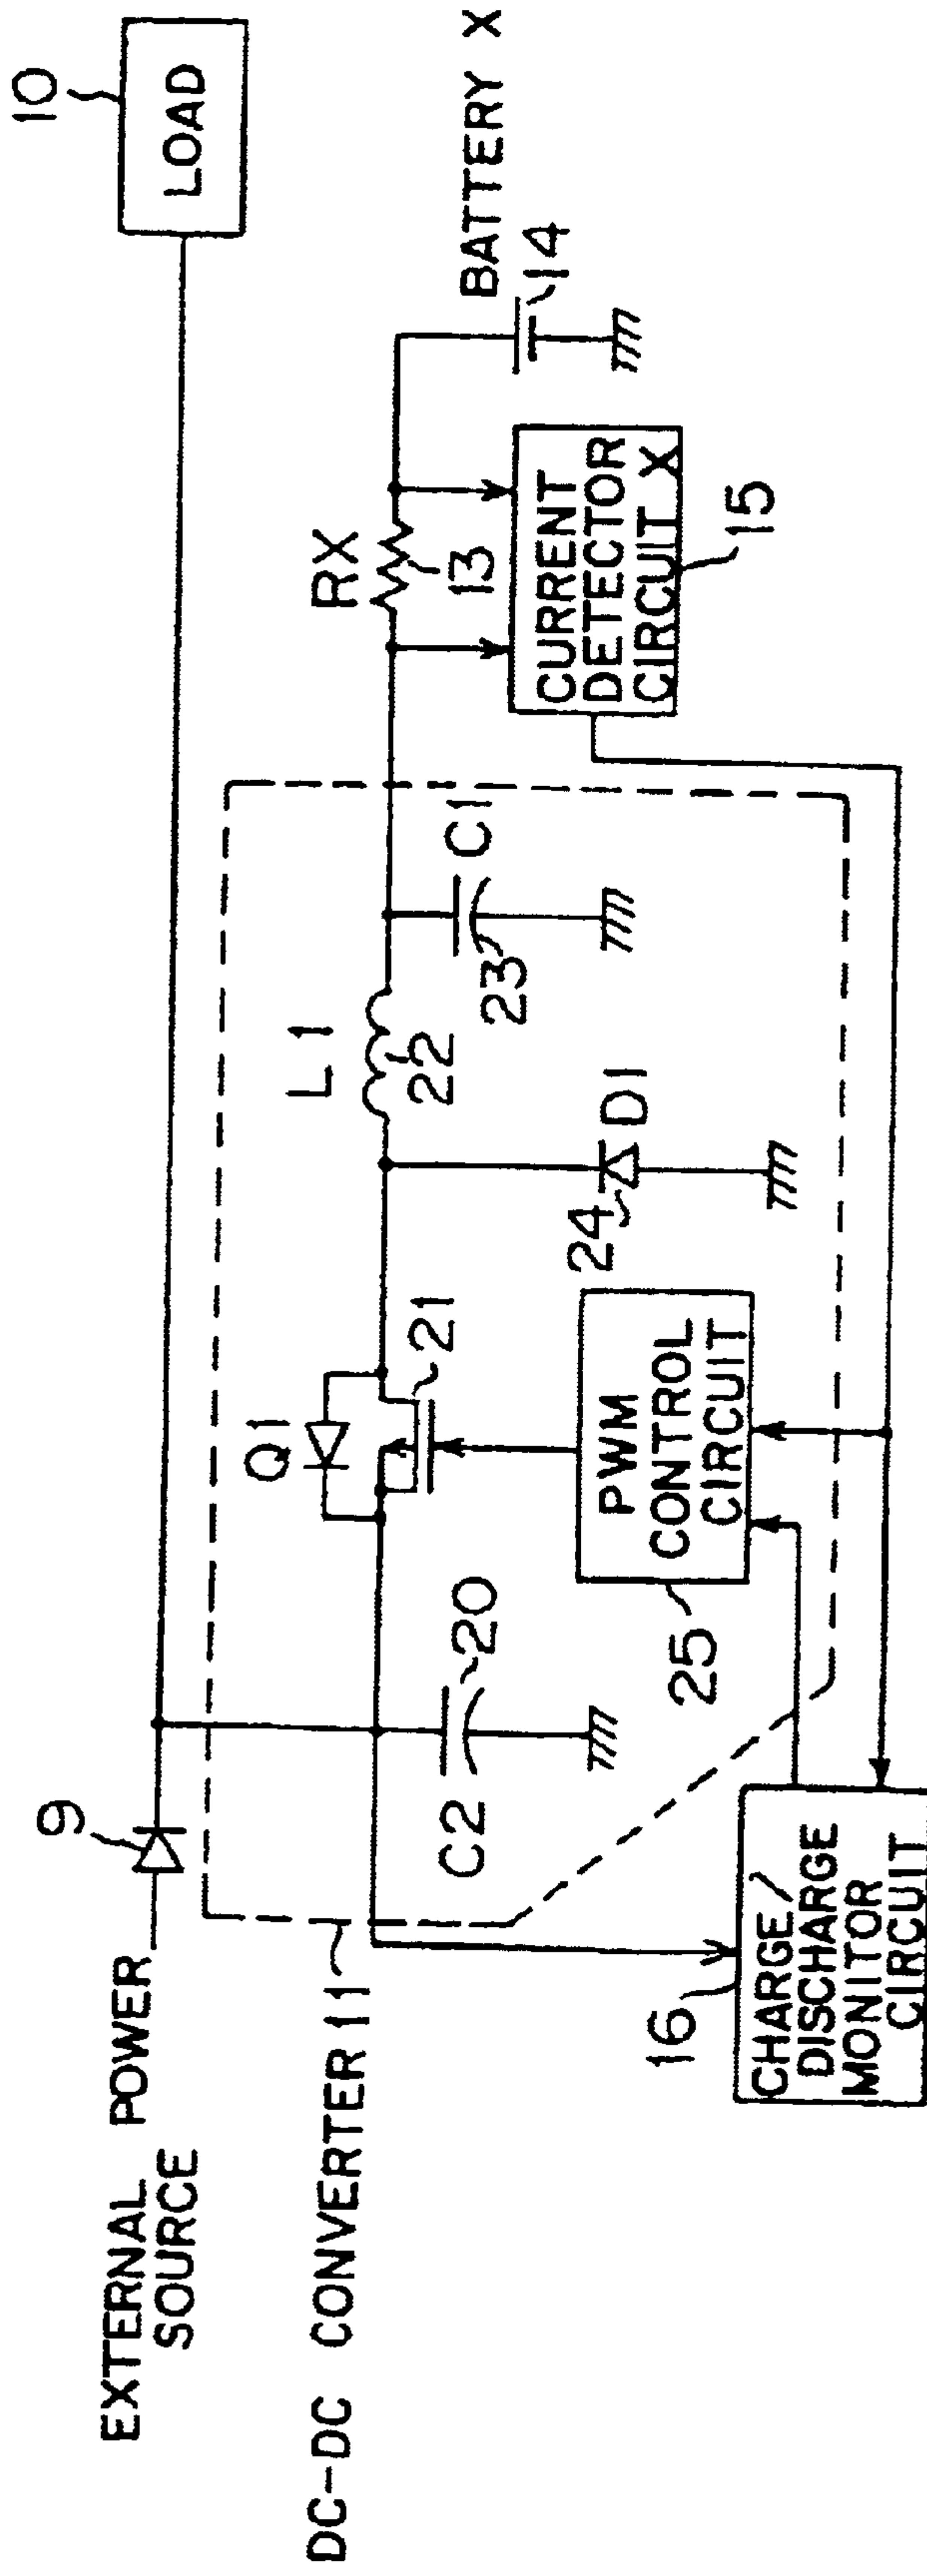 EXTERNAL POWER
SOURCE
9
10
LOAD
DC-DC CONVERTER 11
C2
20
Q1
21
L1
22
24
D1
23
C1
RX
13
BATTERY X
14
CURRENT
DETECTOR
CIRCUIT X
15
PWM
CONTROL
CIRCUIT
25
16
CHARGE/
DISCHARGE
MONITOR
CIRCUIT